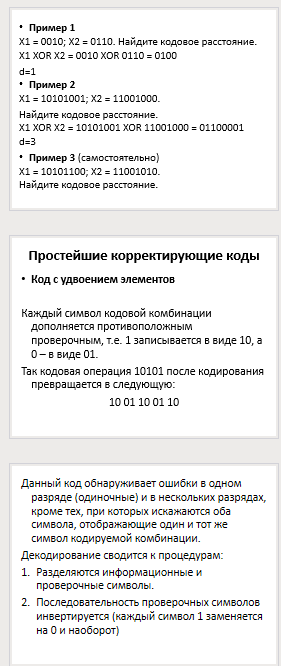 • Пример 1
X1 = 0010; X2 = 0110. Найдите кодовое расстояние.
X1 XOR X2 = 0010 XOR 0110 = 0100
d=1
• Пример 2
X1 = 10101001; X2 = 11001000.
Найдите кодовое расстояние.
X1 XOR X2 = 10101001 XOR 11001000 = 01100001
d=3
• Пример 3 (самостоятельно)
X1 = 10101100; X2 = 11001010.
Найдите кодовое расстояние.
Простейшие корректирующие коды
• Код с удвоением элементов
Каждый символ кодовой комбинации
дополняется противоположным
проверочным, т.е. 1 записывается в виде 10, а
0 – в виде 01.
Так кодовая операция 10101 после кодирования
превращается в следующую:
10 01 10 01 10
Данный код обнаруживает ошибки в одном
разряде (одиночные) и в нескольких разрядах,
кроме тех, при которых искажаются оба
символа, отображающие один и тот же
символ кодируемой комбинации.
Декодирование сводится к процедурам:
1. Разделяются информационные и
проверочные символы.
2. Последовательность проверочных символов
инвертируется (каждый символ 1 заменяется
на 0 и наоборот)